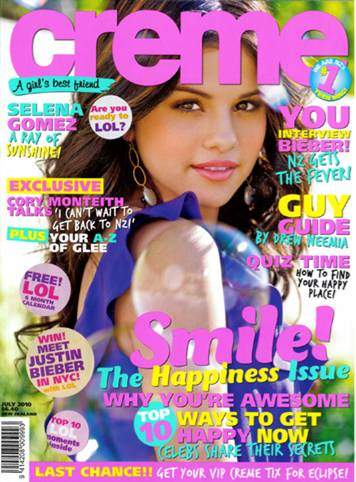 creme
A girl's best friend
WE ARE NZ'S
#1
TEEN MAG!
SELENA
GOMEZ
A RAY OF
SUNSHINE!
Are you
ready to
LOL?
YOU
INTERVIEW
BIEBER!
NZ GETS
THE FEVER!
EXCLUSIVE
CORY MONTEITH
TALKS 'I CAN'T WAIT TO
GET BACK TO NZ!'
PLUS YOUR A-Z
OF GLEE
GUY
GUIDE
BY DREW NEEMIA
QUIZ TIME
HOW TO FIND
YOUR HAPPY
PLACE!
FREE!
LOL
6 MONTH
CALENDAR
WIN!
MEET
JUSTIN
BIEBER
IN NYC!
with LOL
Smile!
The Happiness Issue
WHY YOU'RE AWESOME
TOP
10
WAYS TO GET
HAPPY NOW
CELEBS SHARE THEIR SECRETS
JULY 2010
$6.40
NEW ZEALAND
TOP 10
LOL
moments
inside
9 414208 009993
LAST CHANCE!! GET YOUR VIP CREME TIX FOR ECLIPSE!